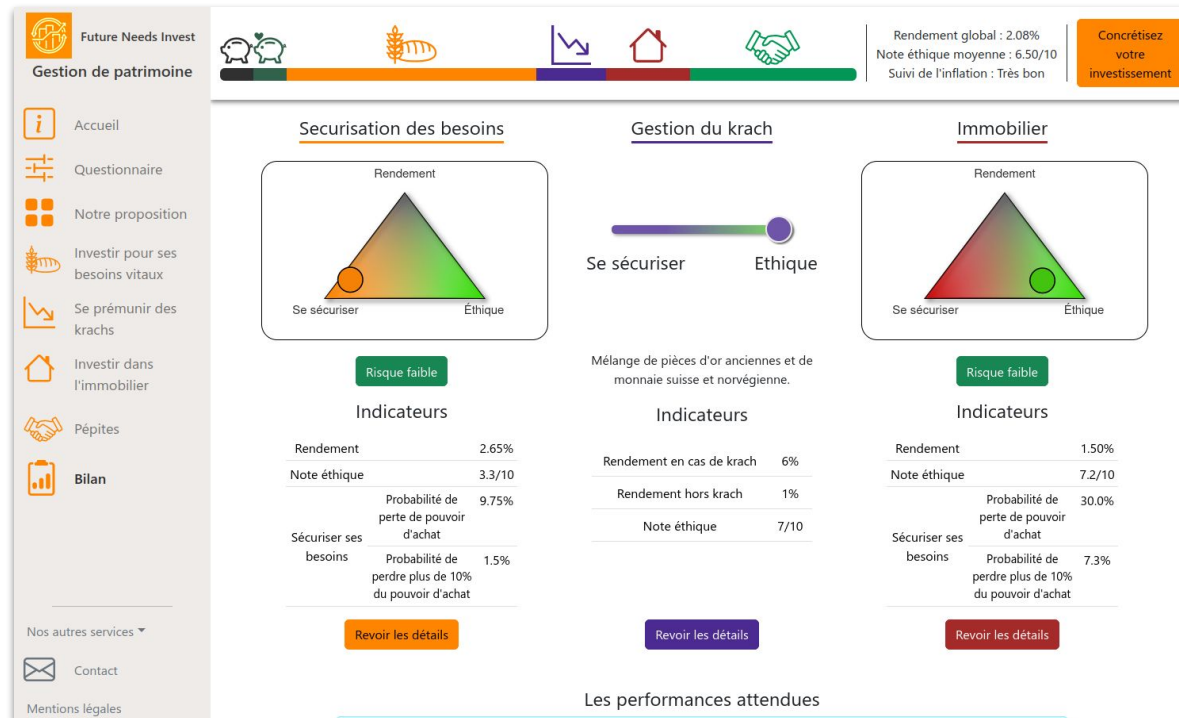 Future Needs Invest
Gestion de patrimoine
Accueil
Questionnaire
Notre proposition
Investir pour ses
besoins vitaux
Se prémunir des
krachs
Investir dans
l'immobilier
Pépites
Bilan
Nos autres services
Contact
Mentions légales
Rendement global : 2.08%
Note éthique moyenne : 6.50/10
Suivi de l'inflation : Très bon
Concrétisez
votre
investissement
Securisation des besoins
Rendement
Se sécuriser Éthique
Risque faible
Indicateurs
Rendement 2.65%
Note éthique 3.3/10
Sécuriser ses
besoins
Probabilité de 9.75%
perte de pouvoir
d'achat
Probabilité de 1.5%
perdre plus de 10%
du pouvoir d'achat
Revoir les détails
Gestion du krach
Se sécuriser Ethique
Mélange de pièces d'or anciennes et de
monnaie suisse et norvégienne.
Indicateurs
Rendement en cas de krach 6%
Rendement hors krach 1%
Note éthique 7/10
Revoir les détails
Immobilier
Rendement
Se sécuriser Éthique
Risque faible
Indicateurs
Rendement 1.50%
Note éthique 7.2/10
Sécuriser ses
besoins
Probabilité de 30.0%
perte de pouvoir
d'achat
Probabilité de 7.3%
perdre plus de 10%
du pouvoir d'achat
Revoir les détails
Les performances attendues